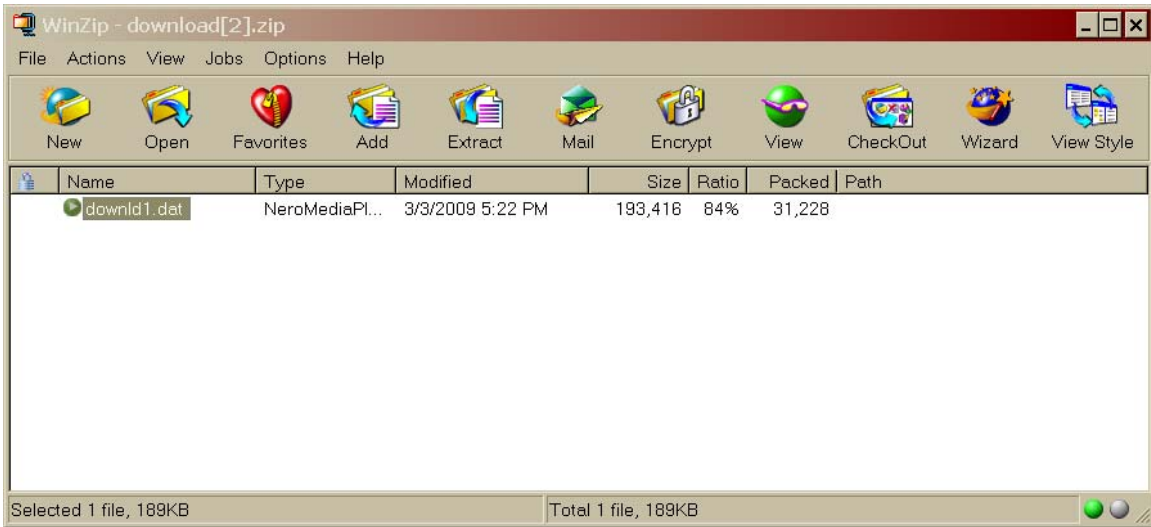 WinZip - download[2].zip
File Actions View Jobs Options Help
New Open Favorites Add Extract Mail Encrypt View CheckOut Wizard View Style
Name Type Modified Size Ratio Packed Path
downld1.dat NeroMediaPl... 3/3/2009 5:22 PM 193,416 84% 31,228
Selected 1 file, 189KB Total 1 file, 189KB